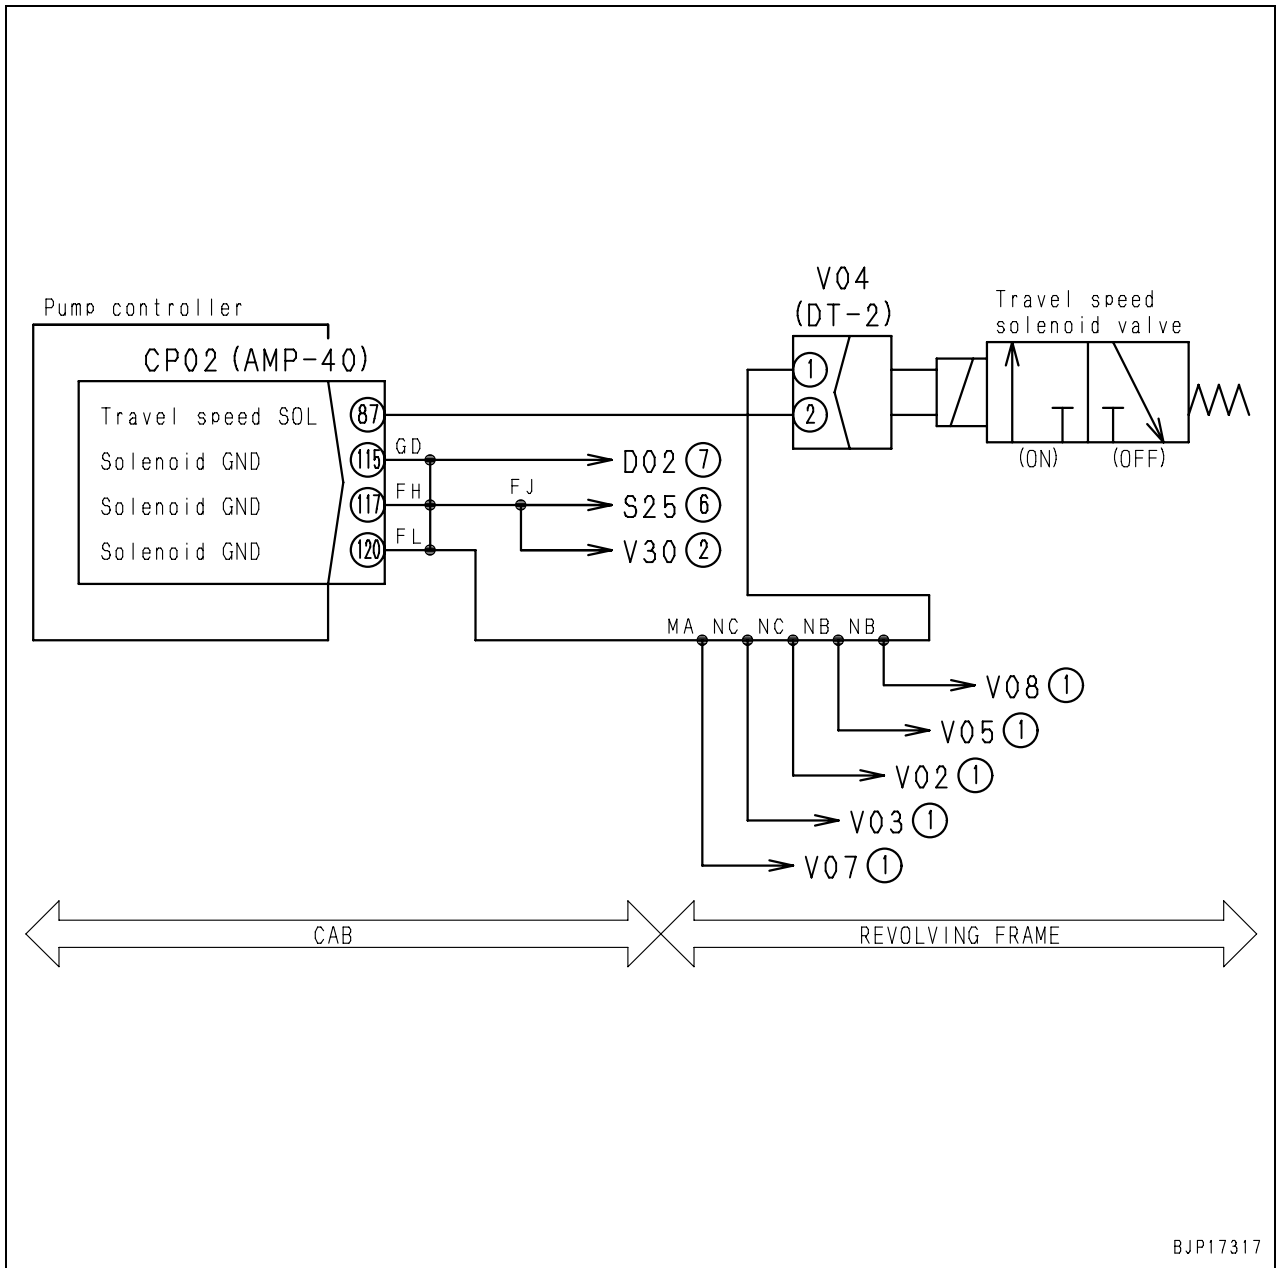 Pump controller
CP02 (AMP-40)
Travel speed SOL 87
Solenoid GND 115
Solenoid GND 117
Solenoid GND 120
GD
FH
FL
FJ
D02 7
S25 6
V30 2
V04
(DT-2)
1
2
Travel speed
solenoid valve
(ON) (OFF)
MA NC NC NB NB
V08 1
V05 1
V02 1
V03 1
V07 1
CAB REVOLVING FRAME
BJP17317